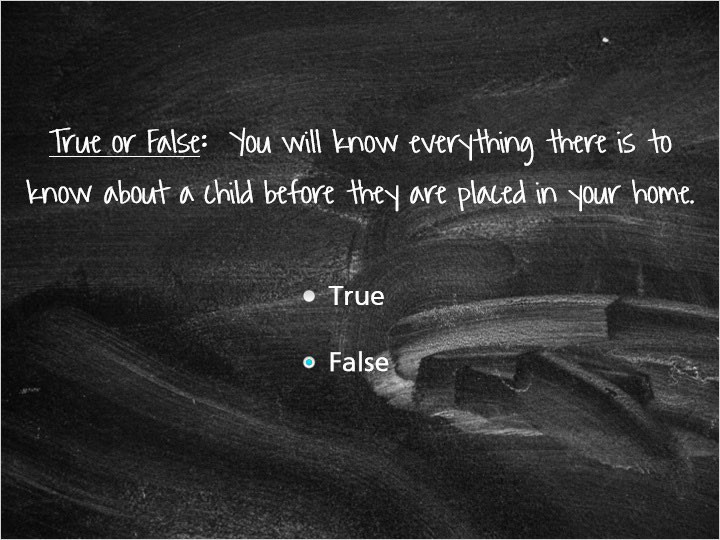 True or False: You will know everything there is to
know about a child before they are placed in your home.
True
False